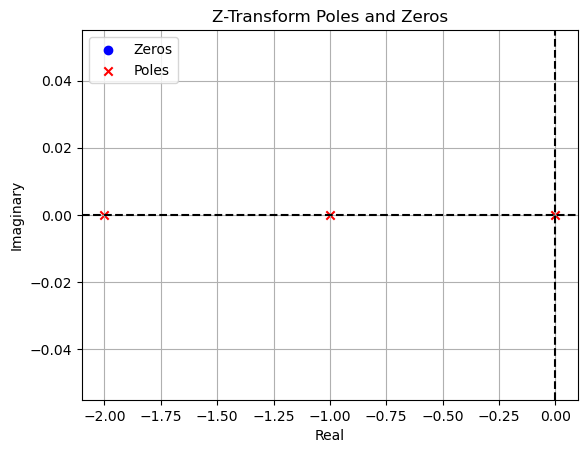 Z-Transform Poles and Zeros
Zeros
Poles
0.04
0.02
0.00
−0.02
−0.04
Imaginary
−2.00 −1.75 −1.50 −1.25 −1.00 −0.75 −0.50 −0.25 0.00
Real